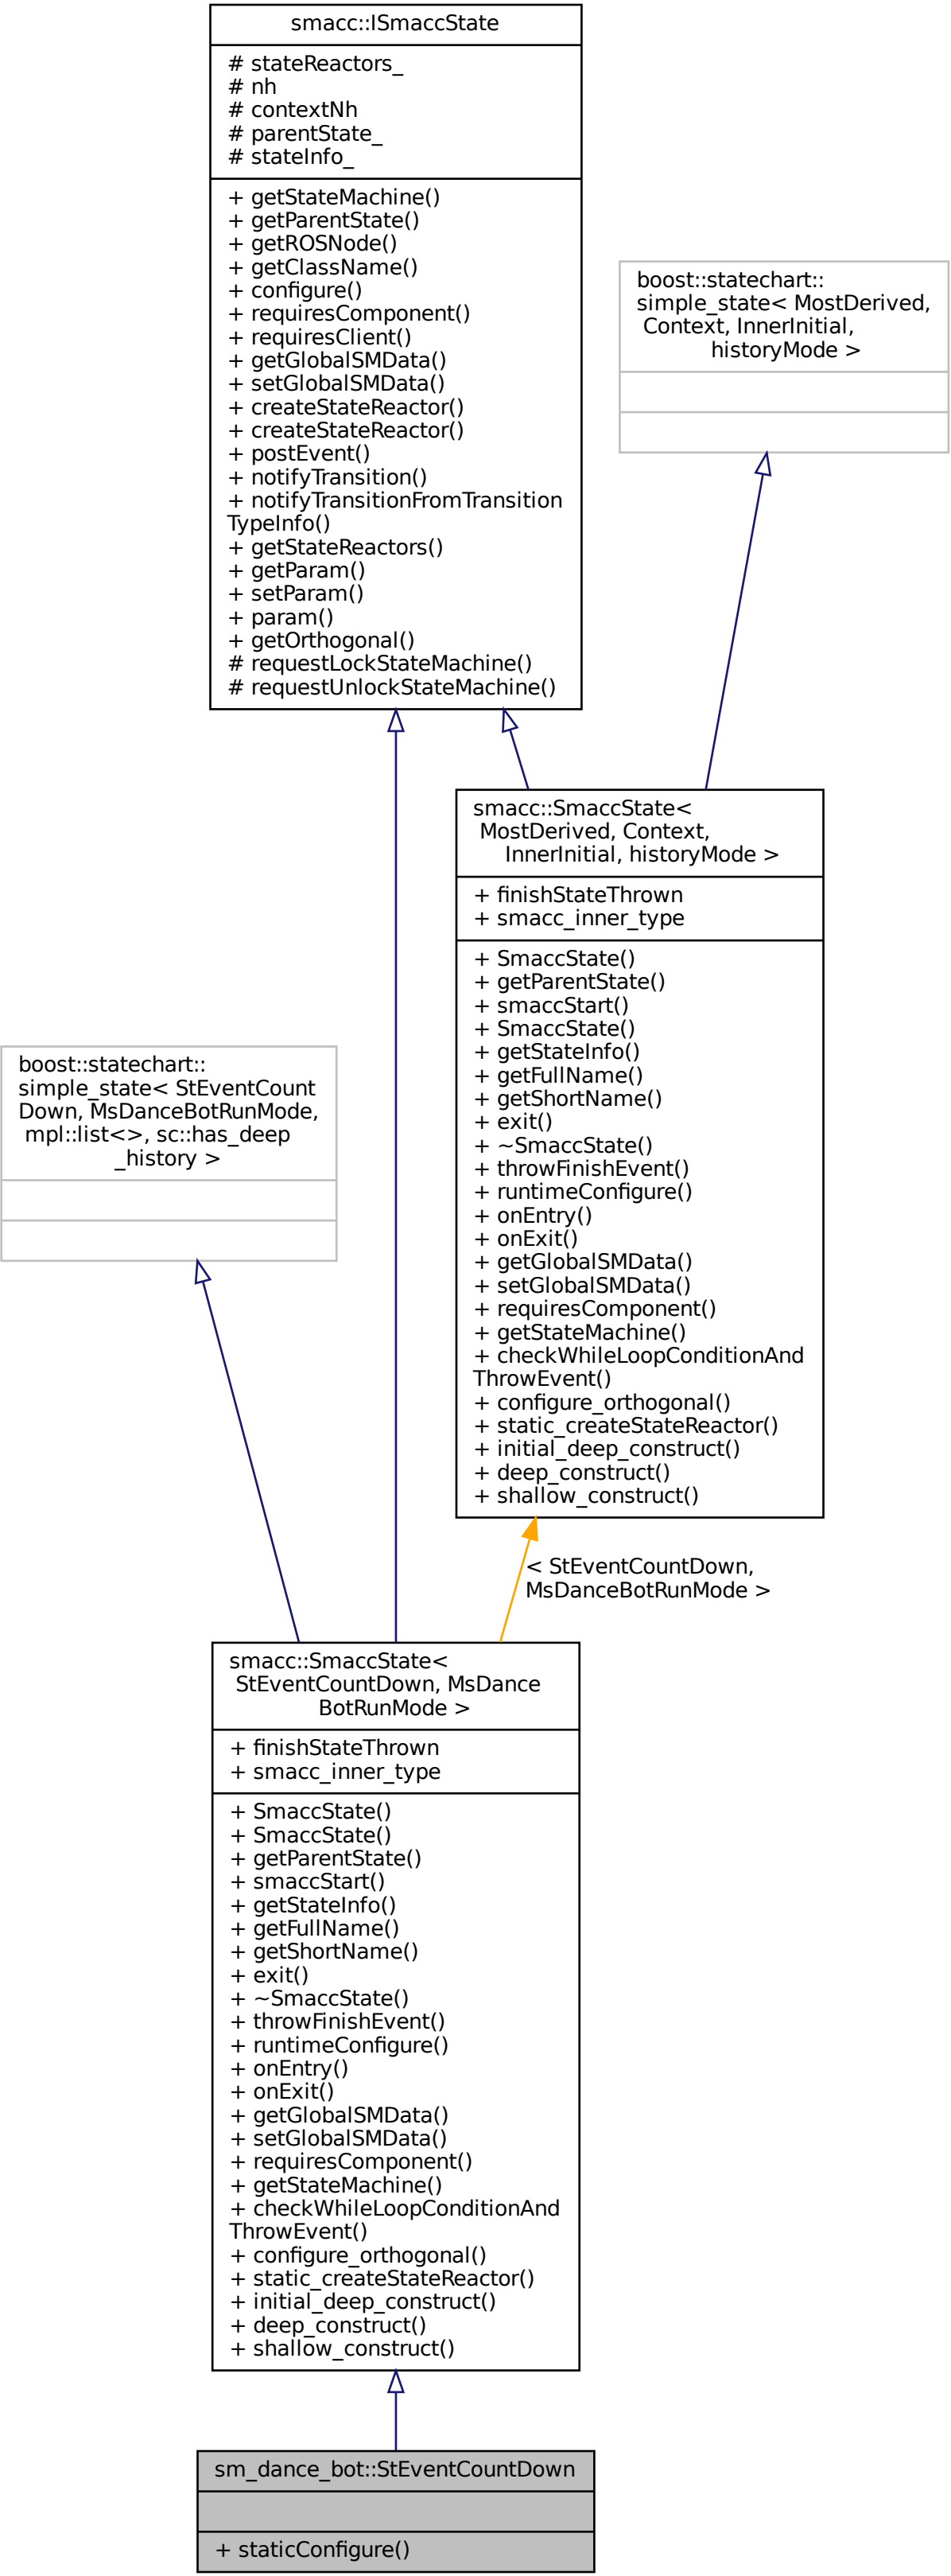 smacc::ISmaccState
# stateReactors_
# nh
# contextNh
# parentState_
# stateInfo_
+ getStateMachine()
+ getParentState()
+ getROSNode()
+ getClassName()
+ configure()
+ requiresComponent()
+ requiresClient()
+ getGlobalSMData()
+ setGlobalSMData()
+ createStateReactor()
+ createStateReactor()
+ postEvent()
+ notifyTransition()
+ notifyTransitionFromTransition
TypeInfo()
+ getStateReactors()
+ getParam()
+ setParam()
+ param()
+ getOrthogonal()
# requestLockStateMachine()
# requestUnlockStateMachine()
boost::statechart::
simple_state< MostDerived,
Context, InnerInitial,
historyMode >
smacc::SmaccState<
MostDerived, Context,
InnerInitial, historyMode >
+ finishStateThrown
+ smacc_inner_type
+ SmaccState()
+ getParentState()
+ smaccStart()
+ SmaccState()
+ getStateInfo()
+ getFullName()
+ getShortName()
+ exit()
+ ~SmaccState()
+ throwFinishEvent()
+ runtimeConfigure()
+ onEntry()
+ onExit()
+ getGlobalSMData()
+ setGlobalSMData()
+ requiresComponent()
+ getStateMachine()
+ checkWhileLoopConditionAnd
ThrowEvent()
+ configure_orthogonal()
+ static_createStateReactor()
+ initial_deep_construct()
+ deep_construct()
+ shallow_construct()
boost::statechart::
simple_state< StEventCount
Down, MsDanceBotRunMode,
mpl::list<>, sc::has_deep
_history >
< StEventCountDown,
MsDanceBotRunMode >
smacc::SmaccState<
StEventCountDown, MsDance
BotRunMode >
+ finishStateThrown
+ smacc_inner_type
+ SmaccState()
+ SmaccState()
+ getParentState()
+ smaccStart()
+ getStateInfo()
+ getFullName()
+ getShortName()
+ exit()
+ ~SmaccState()
+ throwFinishEvent()
+ runtimeConfigure()
+ onEntry()
+ onExit()
+ getGlobalSMData()
+ setGlobalSMData()
+ requiresComponent()
+ getStateMachine()
+ checkWhileLoopConditionAnd
ThrowEvent()
+ configure_orthogonal()
+ static_createStateReactor()
+ initial_deep_construct()
+ deep_construct()
+ shallow_construct()
sm_dance_bot::StEventCountDown
+ staticConfigure()